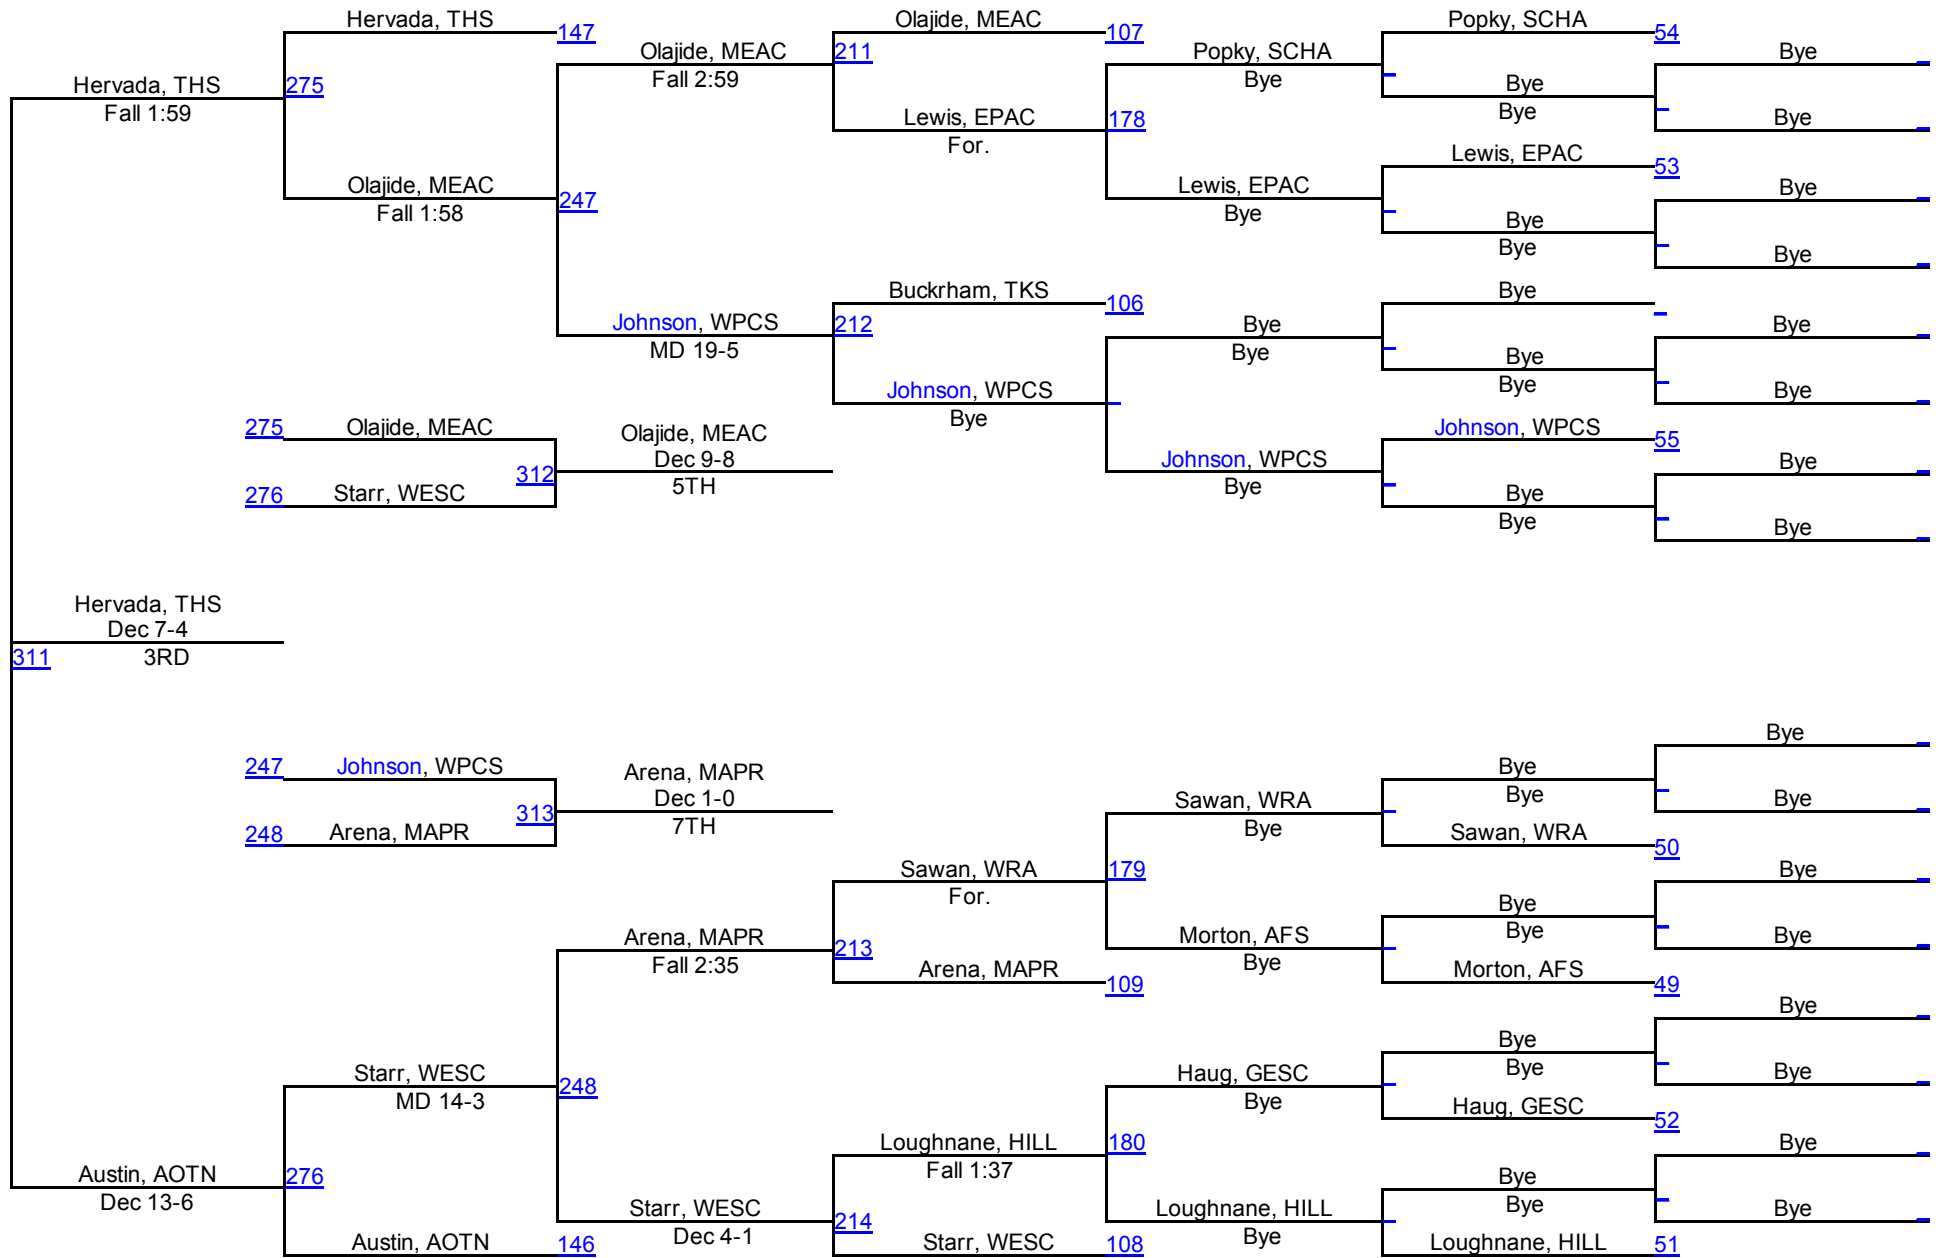 Hervada, THS
147
Olajide, MEAC
107
Popky, SCHA
54
Hervada, THS
Fall 1:59
275
Olajide, MEAC
Fall 2:59
211
Popky, SCHA
Bye
Bye
Bye
Bye
Bye
Lewis, EPAC
For.
178
Lewis, EPAC
53
Olajide, MEAC
Fall 1:58
247
Lewis, EPAC
Bye
Bye
Bye
Bye
Bye
Buckrham, TKS
106
Bye
Johnson, WPCS
MD 19-5
212
Bye
Bye
Bye
Bye
Bye
Bye
Johnson, WPCS
Bye
275
Olajide, MEAC
Olajide, MEAC
Dec 9-8
5TH
312
276
Starr, WESC
Johnson, WPCS
Bye
Johnson, WPCS
55
Bye
Bye
Bye
Bye
Hervada, THS
Dec 7-4
3RD
311
247
Johnson, WPCS
Arena, MAPR
Dec 1-0
7TH
313
248
Arena, MAPR
Sawan, WRA
Bye
Bye
Bye
Bye
Bye
Sawan, WRA
50
Sawan, WRA
For.
179
Bye
Bye
Bye
Bye
Arena, MAPR
Fall 2:35
213
Morton, AFS
Bye
Arena, MAPR
109
Morton, AFS
49
Bye
Bye
Bye
Bye
Starr, WESC
MD 14-3
248
Haug, GESC
Bye
Haug, GESC
52
Loughnane, HILL
Fall 1:37
180
Bye
Bye
Bye
Bye
Austin, AOTN
Dec 13-6
276
Starr, WESC
Dec 4-1
214
Loughnane, HILL
Bye
Austin, AOTN
146
Starr, WESC
108
Loughnane, HILL
51